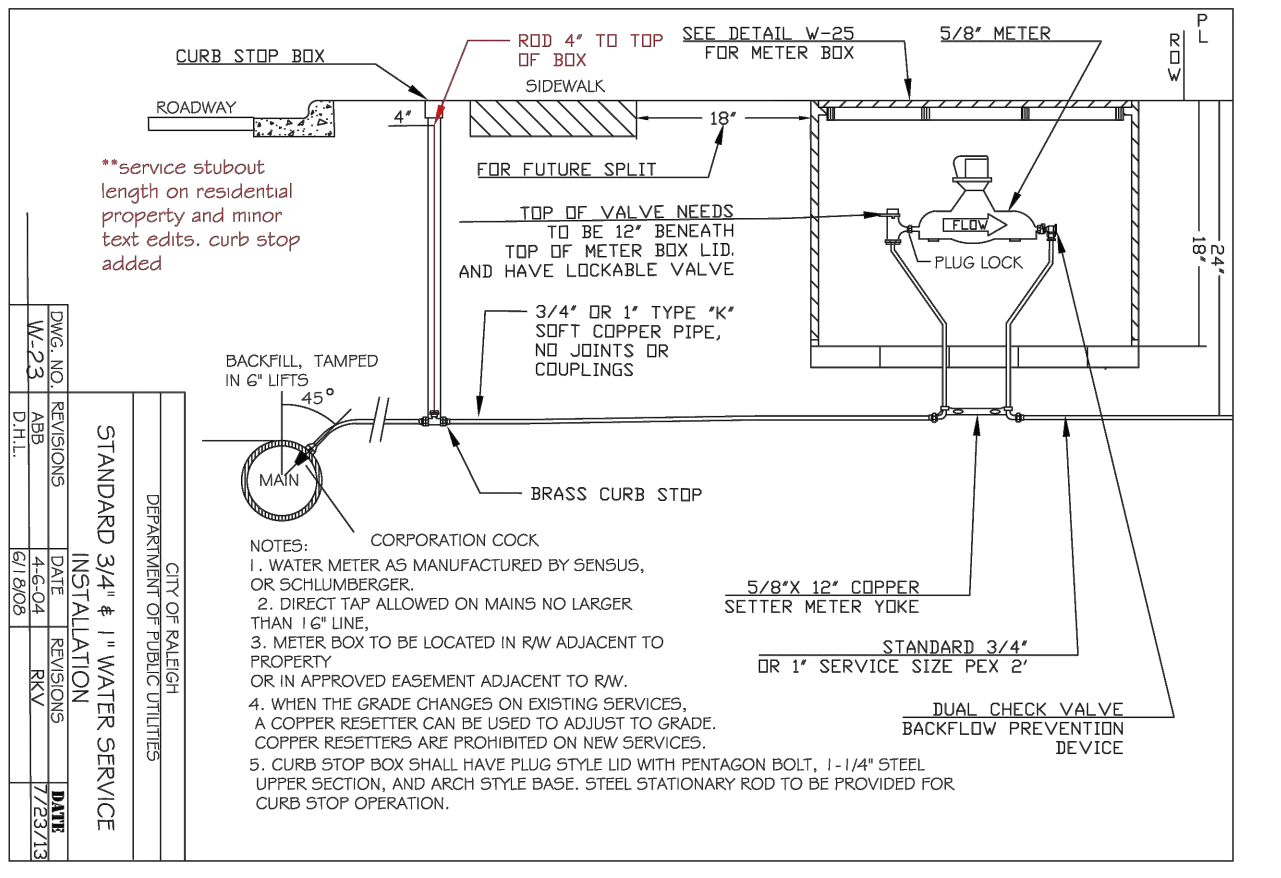 CURB STOP BOX
ROD 4" TO TOP
OF BOX
SEE DETAIL W-25
FOR METER BOX
5/8" METER
PL
ROW
SIDEWALK
ROADWAY
4"
18"
FOR FUTURE SPLIT
**service stubout
length on residential
property and minor
text edits. curb stop
added
TOP OF VALVE NEEDS
TO BE 12" BENEATH
TOP OF METER BOX LID.
AND HAVE LOCKABLE VALVE
FLOW
PLUG LOCK
18"
24"
3/4" OR 1" TYPE "K"
SOFT COPPER PIPE,
NO JOINTS OR
COUPLINGS
BACKFILL, TAMPED
IN 6" LIFTS
45°
MAIN
BRASS CURB STOP
CORPORATION COCK
5/8"X 12" COPPER
SETTER METER YOKE
STANDARD 3/4"
OR 1" SERVICE SIZE PEX 2'
DUAL CHECK VALVE
BACKFLOW PREVENTION
DEVICE
NOTES:
1. WATER METER AS MANUFACTURED BY SENSUS,
OR SCHLUMBERGER.
2. DIRECT TAP ALLOWED ON MAINS NO LARGER
THAN 16" LINE,
3. METER BOX TO BE LOCATED IN R/W ADJACENT TO
PROPERTY
OR IN APPROVED EASEMENT ADJACENT TO R/W.
4. WHEN THE GRADE CHANGES ON EXISTING SERVICES,
A COPPER RESETTER CAN BE USED TO ADJUST TO GRADE.
COPPER RESETTERS ARE PROHIBITED ON NEW SERVICES.
5. CURB STOP BOX SHALL HAVE PLUG STYLE LID WITH PENTAGON BOLT, 1-1/4" STEEL
UPPER SECTION, AND ARCH STYLE BASE. STEEL STATIONARY ROD TO BE PROVIDED FOR
CURB STOP OPERATION.
CITY OF RALEIGH
DEPARTMENT OF PUBLIC UTILITIES
STANDARD 3/4" & 1" WATER SERVICE
INSTALLATION
DWG. NO. REVISIONS DATE REVISIONS DATE
W-23 ABB 4-6-04 RKV 7/23/13
D.H.L. 6/18/08